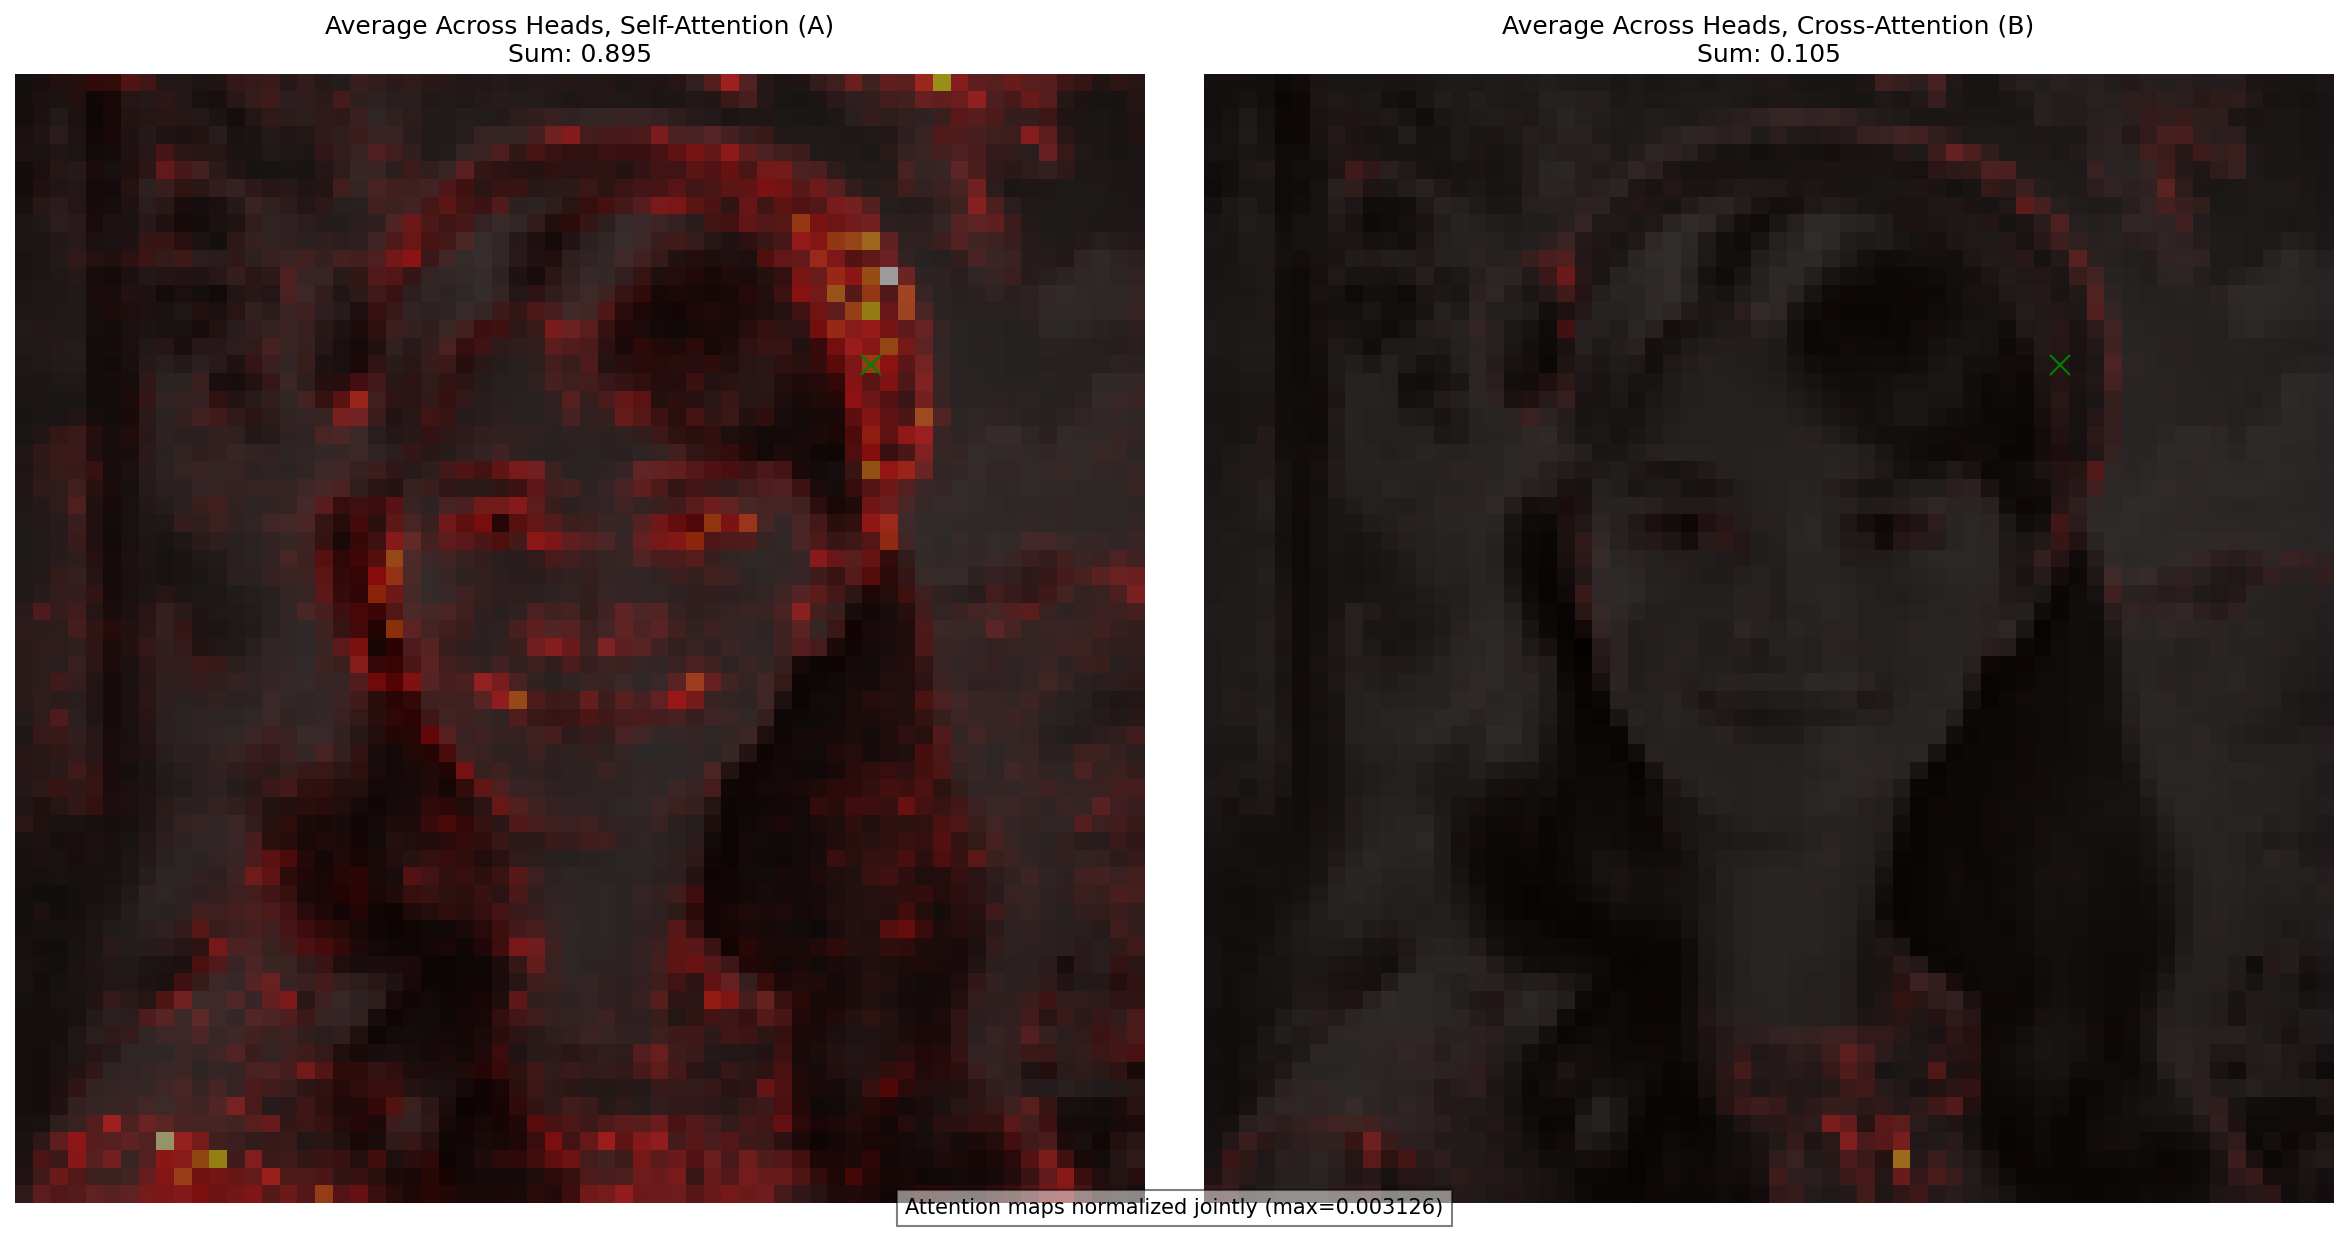 Average Across Heads, Self-Attention (A)
Sum: 0.895
Average Across Heads, Cross-Attention (B)
Sum: 0.105
Attention maps normalized jointly (max=0.003126)